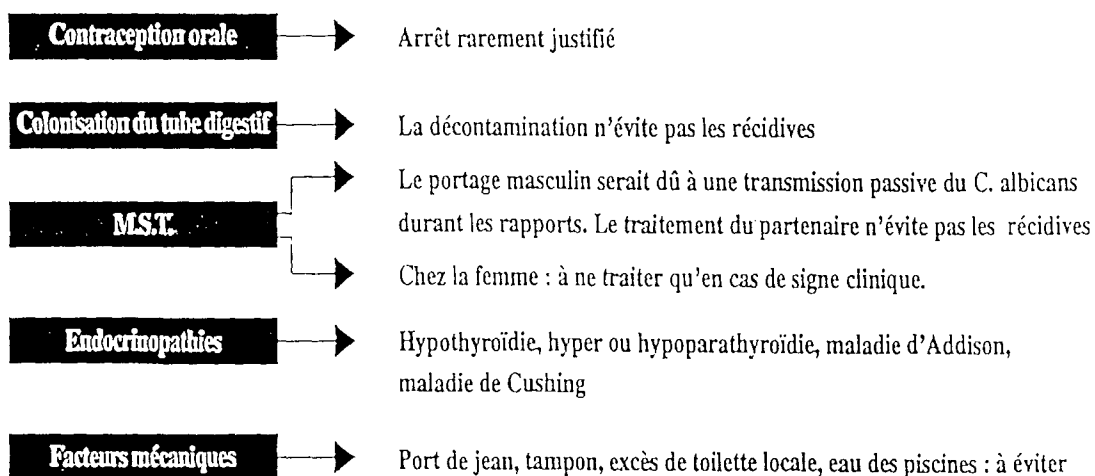 Contraception orale
Arrêt rarement justifié
Colonisation du tube digestif
La décontamination n'évite pas les récidives
M.S.T.
Le portage masculin serait dû à une transmission passive du C. albicans
durant les rapports. Le traitement du partenaire n'évite pas les récidives
Chez la femme : à ne traiter qu'en cas de signe clinique.
Endocrinopathies
Hypothyroïdie, hyper ou hypoparathyroïdie, maladie d'Addison,
maladie de Cushing
Facteurs mécaniques
Port de jean, tampon, excès de toilette locale, eau des piscines : à éviter